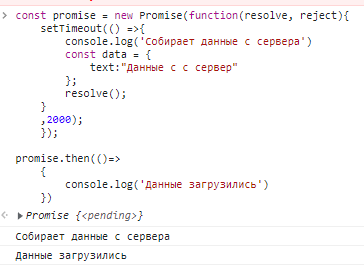 const promise = new Promise(function(resolve, reject){
setTimeout(() =>{
console.log('Собирает данные с сервера')
const data = {
text:"Данные с с сервер"
};
resolve();
}
,2000);
});
promise.then(()=>
{
console.log('Данные загрузились')
})
Promise {<pending>}
Собирает данные с сервера
Данные загрузились